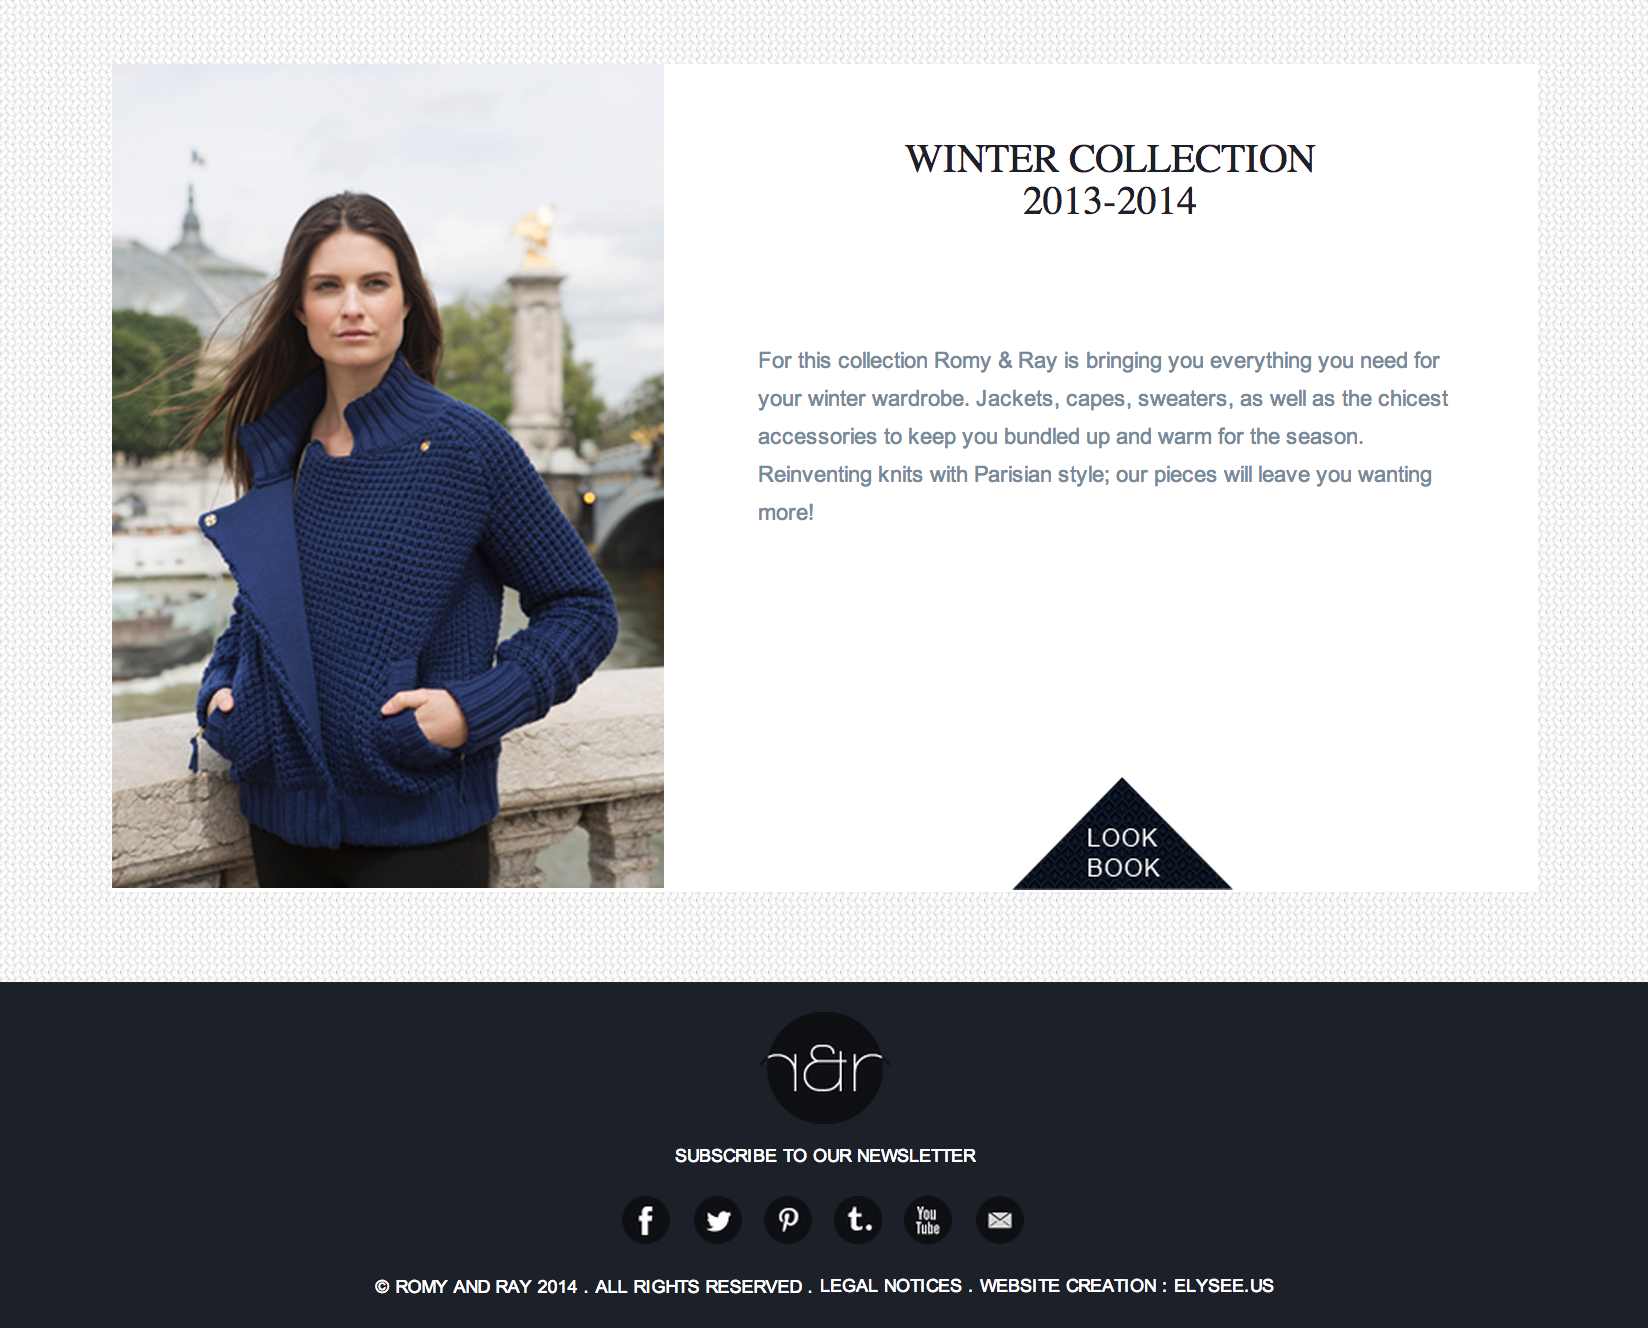 WINTER COLLECTION
2013-2014
For this collection Romy & Ray is bringing you everything you need for
your winter wardrobe. Jackets, capes, sweaters, as well as the chicest
accessories to keep you bundled up and warm for the season.
Reinventing knits with Parisian style; our pieces will leave you wanting
more!
LOOK
BOOK
r&r
SUBSCRIBE TO OUR NEWSLETTER
f
t.
You
Tube
© ROMY AND RAY 2014 . ALL RIGHTS RESERVED . LEGAL NOTICES . WEBSITE CREATION : ELYSEE.US